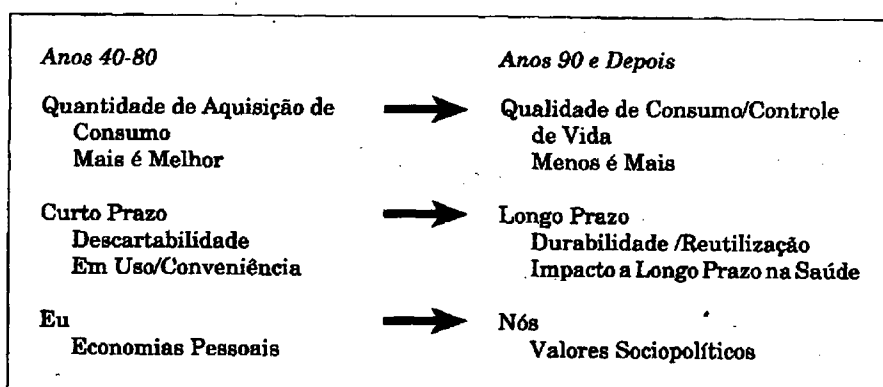 Anos 40-80
Anos 90 e Depois
Quantidade de Aquisição de
Consumo
Mais é Melhor
Qualidade de Consumo/Controle
de Vida
Menos é Mais
Curto Prazo
Descartabilidade
Em Uso/Conveniência
Longo Prazo
Durabilidade /Reutilização
Impacto a Longo Prazo na Saúde
Eu
Economias Pessoais
Nós
Valores Sociopolíticos